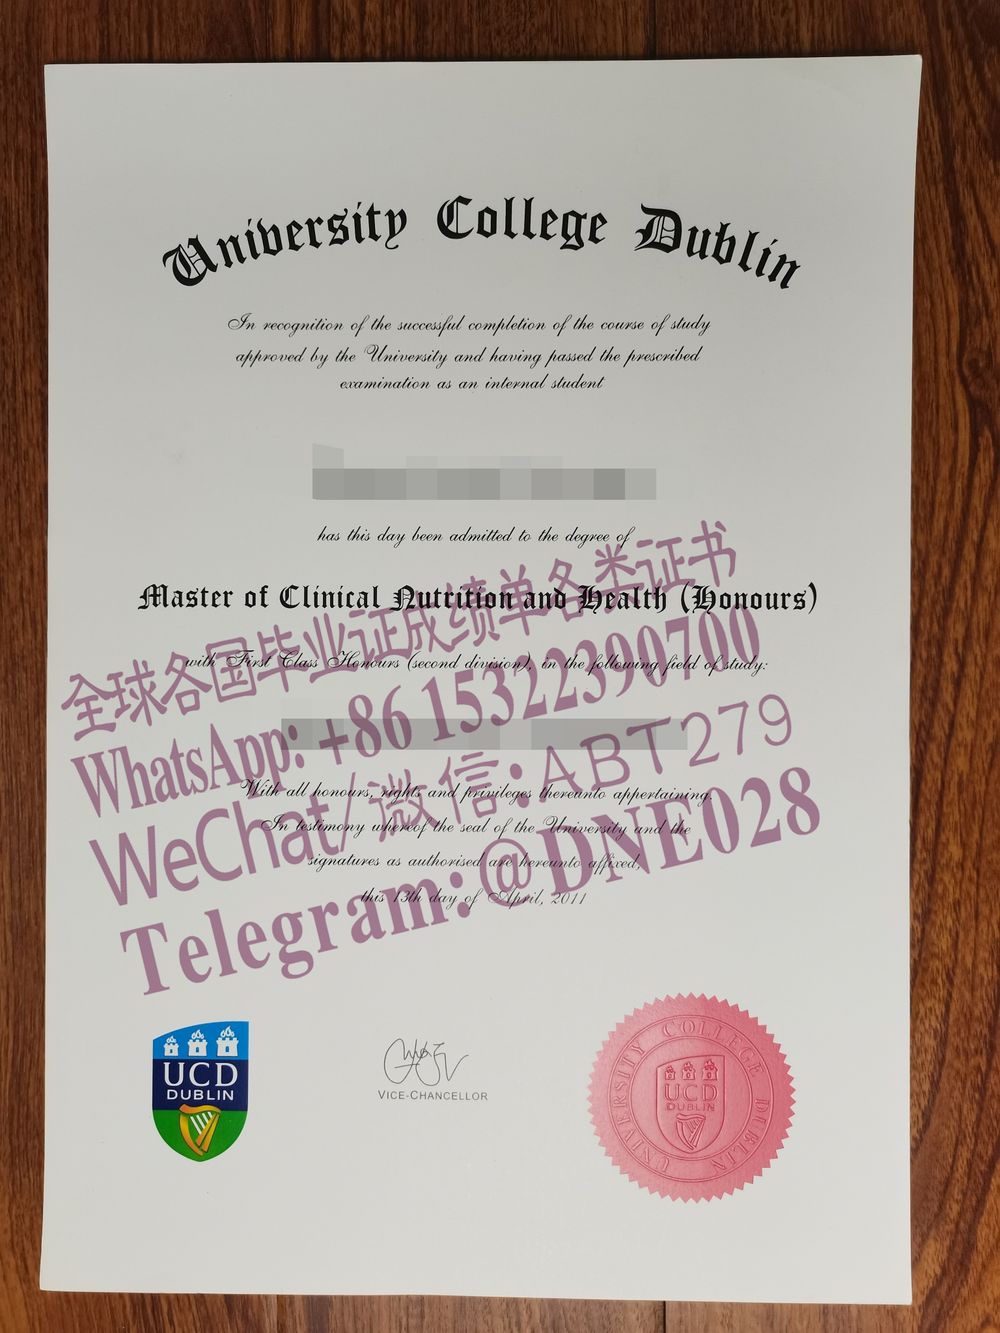 University College Dublin
In recognition of the successful completion of the course of study
approved by the University and having passed the prescribed
examination as an internal student
has this day been admitted to the degree of
Master of Clinical Nutrition and Health (Honours)
with First Class Honours (second division), in the following field of study:
With all honours, rights and privileges thereunto appertaining.
In testimony whereof the seal of the University and the
signatures as authorised are hereunto affixed,
this 13th day of April, 2011
全球各国毕业证成绩单各类证书
WhatsApp: +86 15322390700
WeChat/微信:ABT279
Telegram:@DNE028
UCD
DUBLIN
VICE-CHANCELLOR
UNIVERSITY COLLEGE DUBLIN
UCD
DUBLIN